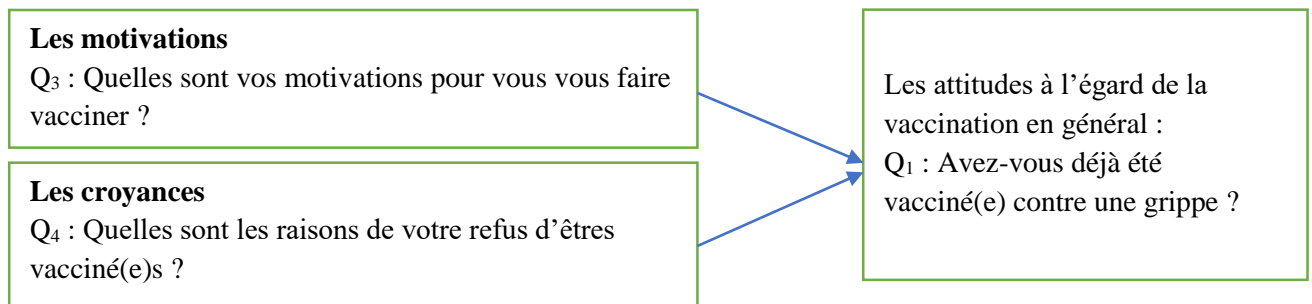 Les motivations
Q3 : Quelles sont vos motivations pour vous vous faire
vacciner ?
Les croyances
Q4 : Quelles sont les raisons de votre refus d’êtres
vacciné(e)s ?
Les attitudes à l’égard de la
vaccination en général :
Q1 : Avez-vous déjà été
vacciné(e) contre une grippe ?